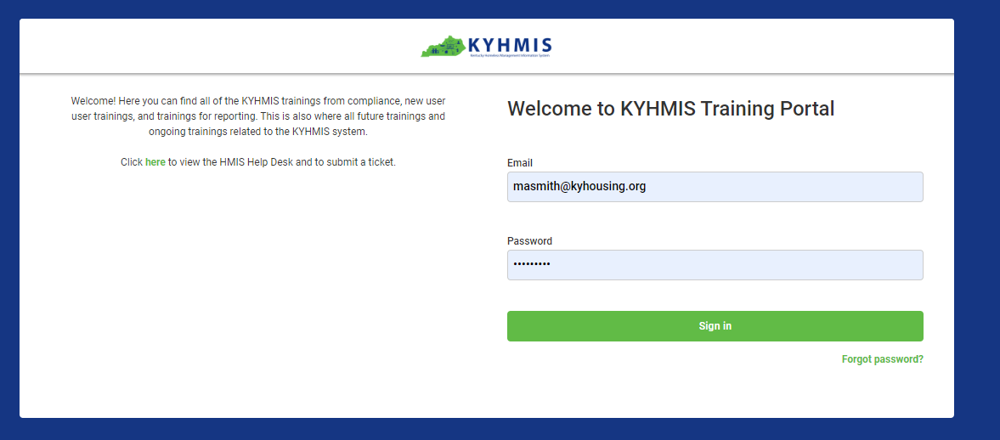 KYHMIS
Kentucky Homeless Management Information System
Welcome! Here you can find all of the KYHMIS trainings from compliance, new user
user trainings, and trainings for reporting. This is also where all future trainings and
ongoing trainings related to the KYHMIS system.
Click here to view the HMIS Help Desk and to submit a ticket.
Welcome to KYHMIS Training Portal
Email
masmith@kyhousing.org
Password
•••••••••
Sign in
Forgot password?